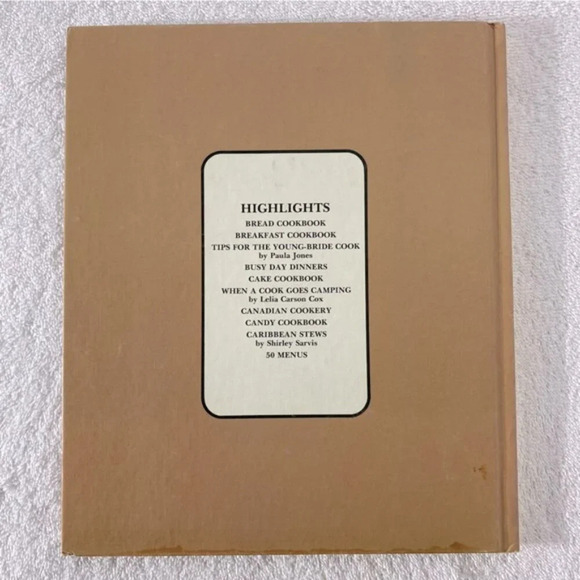 HIGHLIGHTS
BREAD COOKBOOK
BREAKFAST COOKBOOK
TIPS FOR THE YOUNG-BRIDE COOK
by Paula Jones
BUSY DAY DINNERS
CAKE COOKBOOK
WHEN A COOK GOES CAMPING
by Lelia Carson Cox
CANADIAN COOKERY
CANDY COOKBOOK
CARIBBEAN STEWS
by Shirley Sarvis
50 MENUS